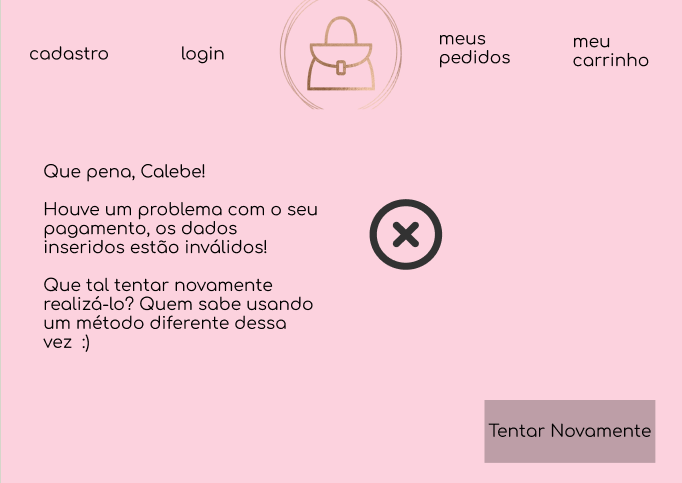 cadastro
login
meus
pedidos
meu
carrinho
Que pena, Calebe!
Houve um problema com o seu
pagamento, os dados
inseridos estão inválidos!
Que tal tentar novamente
realizá-lo? Quem sabe usando
um método diferente dessa
vez :)
Tentar Novamente